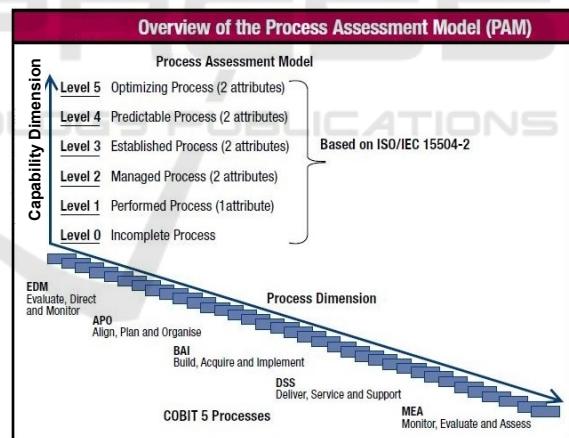 Overview of the Process Assessment Model (PAM)
Process Assessment Model
Capability Dimension
Level 5 Optimizing Process (2 attributes)
Level 4 Predictable Process (2 attributes)
Level 3 Established Process (2 attributes)
Level 2 Managed Process (2 attributes)
Level 1 Performed Process (1attribute)
Level 0 Incomplete Process
Based on ISO/IEC 15504-2
Process Dimension
EDM
Evaluate, Direct
and Monitor
APO
Align, Plan and Organise
BAI
Build, Acquire and Implement
DSS
Deliver, Service and Support
MEA
Monitor, Evaluate and Assess
COBIT 5 Processes
PUBLICATIONS